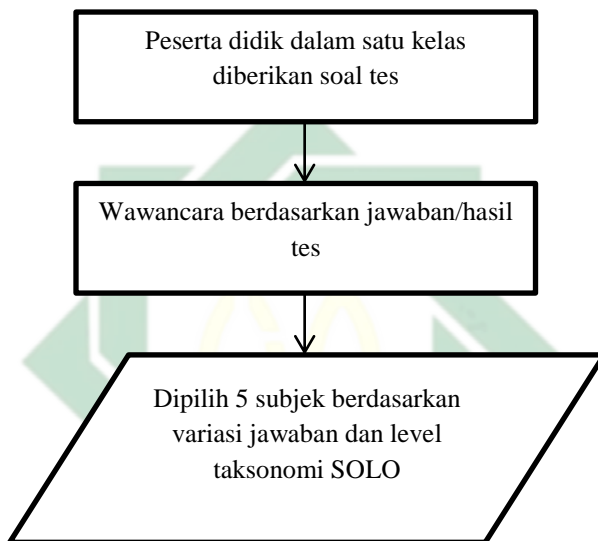 Peserta didik dalam satu kelas
diberikan soal tes
Wawancara berdasarkan jawaban/hasil
tes
Dipilih 5 subjek berdasarkan
variasi jawaban dan level
taksonomi SOLO